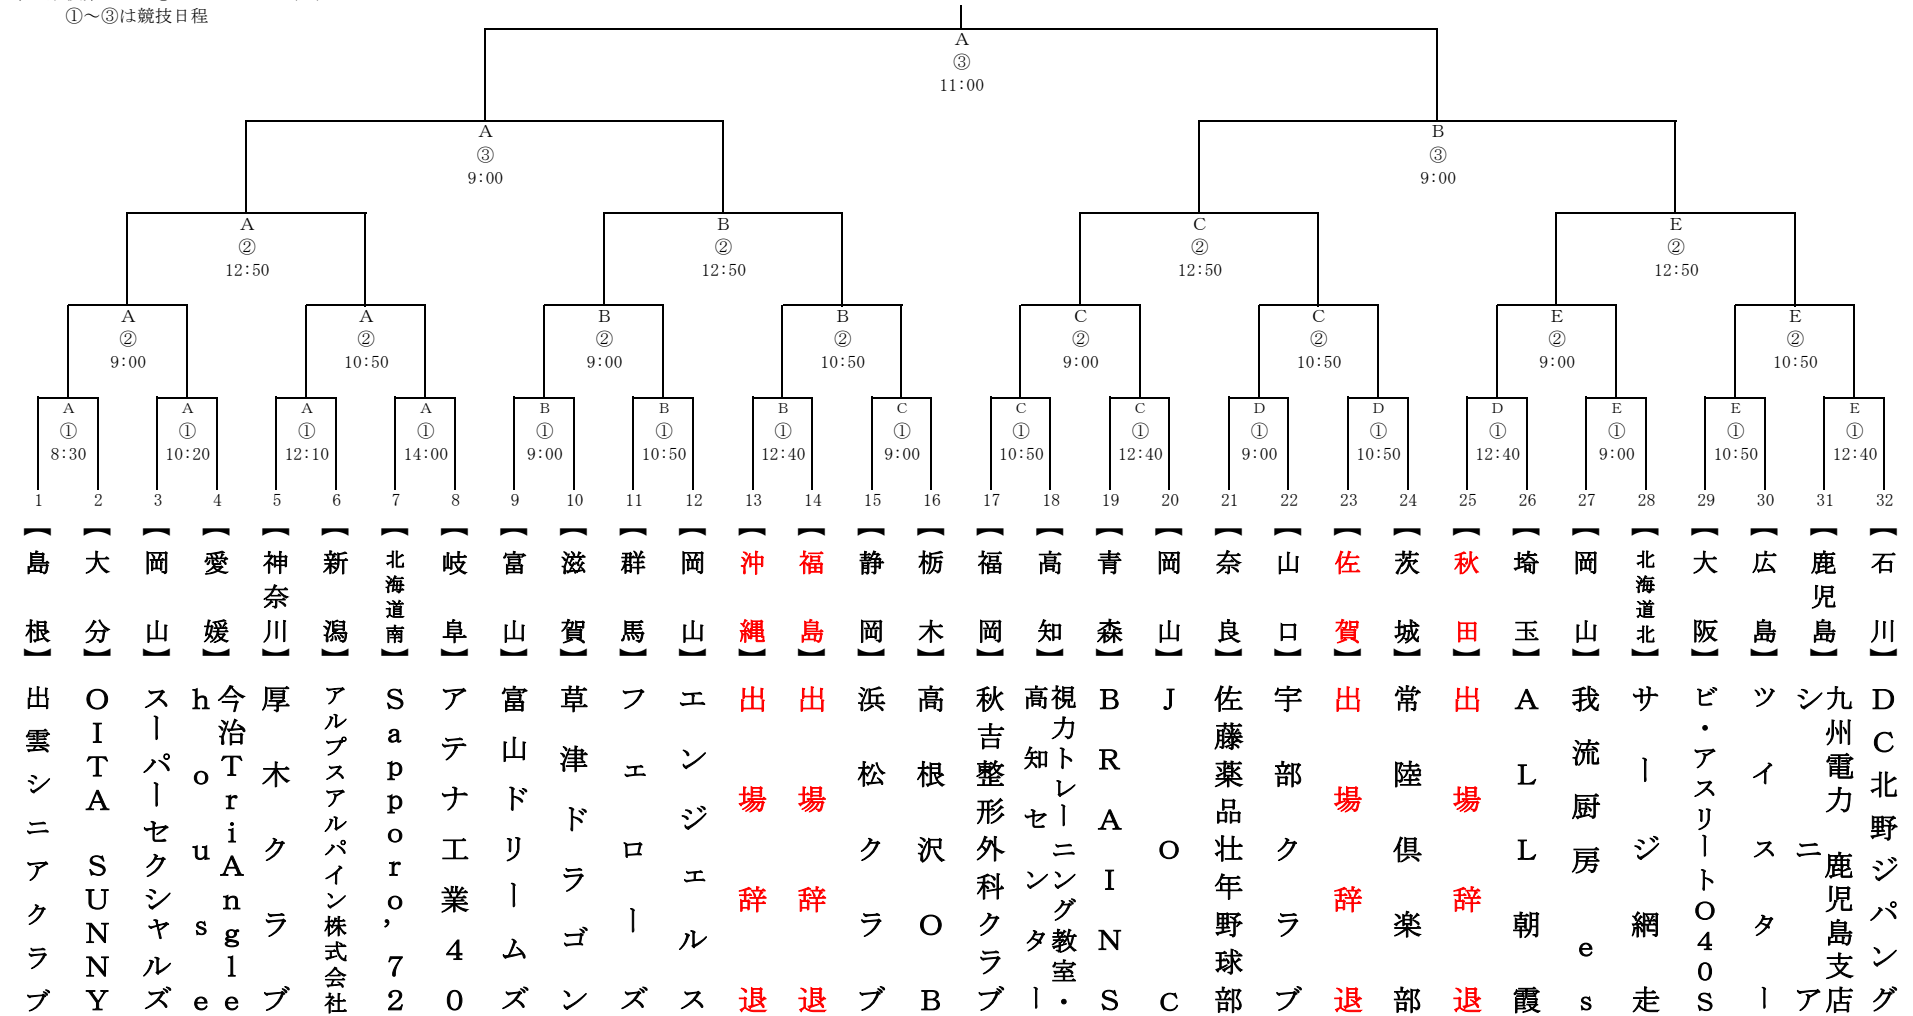 ①～③は競技日程
A
③
11:00
A
③
9:00
B
③
9:00
A
②
12:50
B
②
12:50
C
②
12:50
E
②
12:50
A
②
9:00
A
②
10:50
B
②
9:00
B
②
10:50
C
②
9:00
C
②
10:50
E
②
9:00
E
②
10:50
A
①
8:30
A
①
10:20
A
①
12:10
A
①
14:00
B
①
9:00
B
①
10:50
B
①
12:40
C
①
9:00
C
①
10:50
C
①
12:40
D
①
9:00
D
①
10:50
D
①
12:40
E
①
9:00
E
①
10:50
E
①
12:40
1
【島根】
出雲シニアクラブ
2
【大分】
OITA SUNNY
3
【岡山】
スーパーセクシャルズ
4
【愛媛】
今治TriAngle
house
5
【神奈川】
厚木クラブ
6
【新潟】
アルプスアルパイン株式会社
7
【北海道南】
Sapporo’72
8
【岐阜】
アテナ工業40
9
【富山】
富山ドリームズ
10
【滋賀】
草津ドラゴン
11
【群馬】
フェローズ
12
【岡山】
エンジェルス
13
【沖縄】
出場辞退
14
【福島】
出場辞退
15
【静岡】
浜松クラブ
16
【栃木】
高根沢OB
17
【福岡】
秋吉整形外科クラブ
18
【高知】
視力トレーニング教室・
高知センター
19
【青森】
BRAINS
20
【岡山】
JOC
21
【奈良】
佐藤薬品壮年野球部
22
【山口】
宇部クラブ
23
【佐賀】
出場辞退
24
【茨城】
常陸倶楽部
25
【秋田】
出場辞退
26
【埼玉】
ALL朝霞
27
【岡山】
我流厨房es
28
【北海道北】
サージ網走
29
【大阪】
ビ・アスリートO40S
30
【広島】
ツイスター
31
【鹿児島】
九州電力 鹿児島支店
シニア
32
【石川】
DC北野ジパング